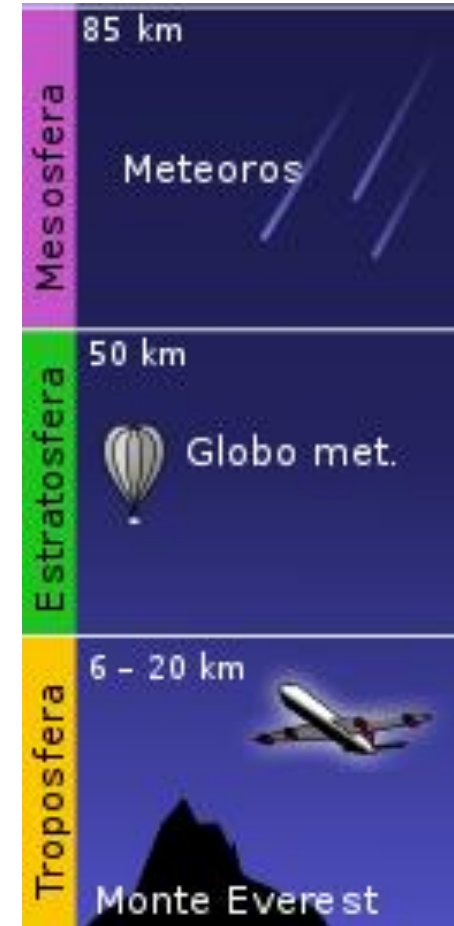 85 km
Mesosfera
Meteoros
50 km
Estratosfera
Globo met.
6 – 20 km
Troposfera
Monte Everest